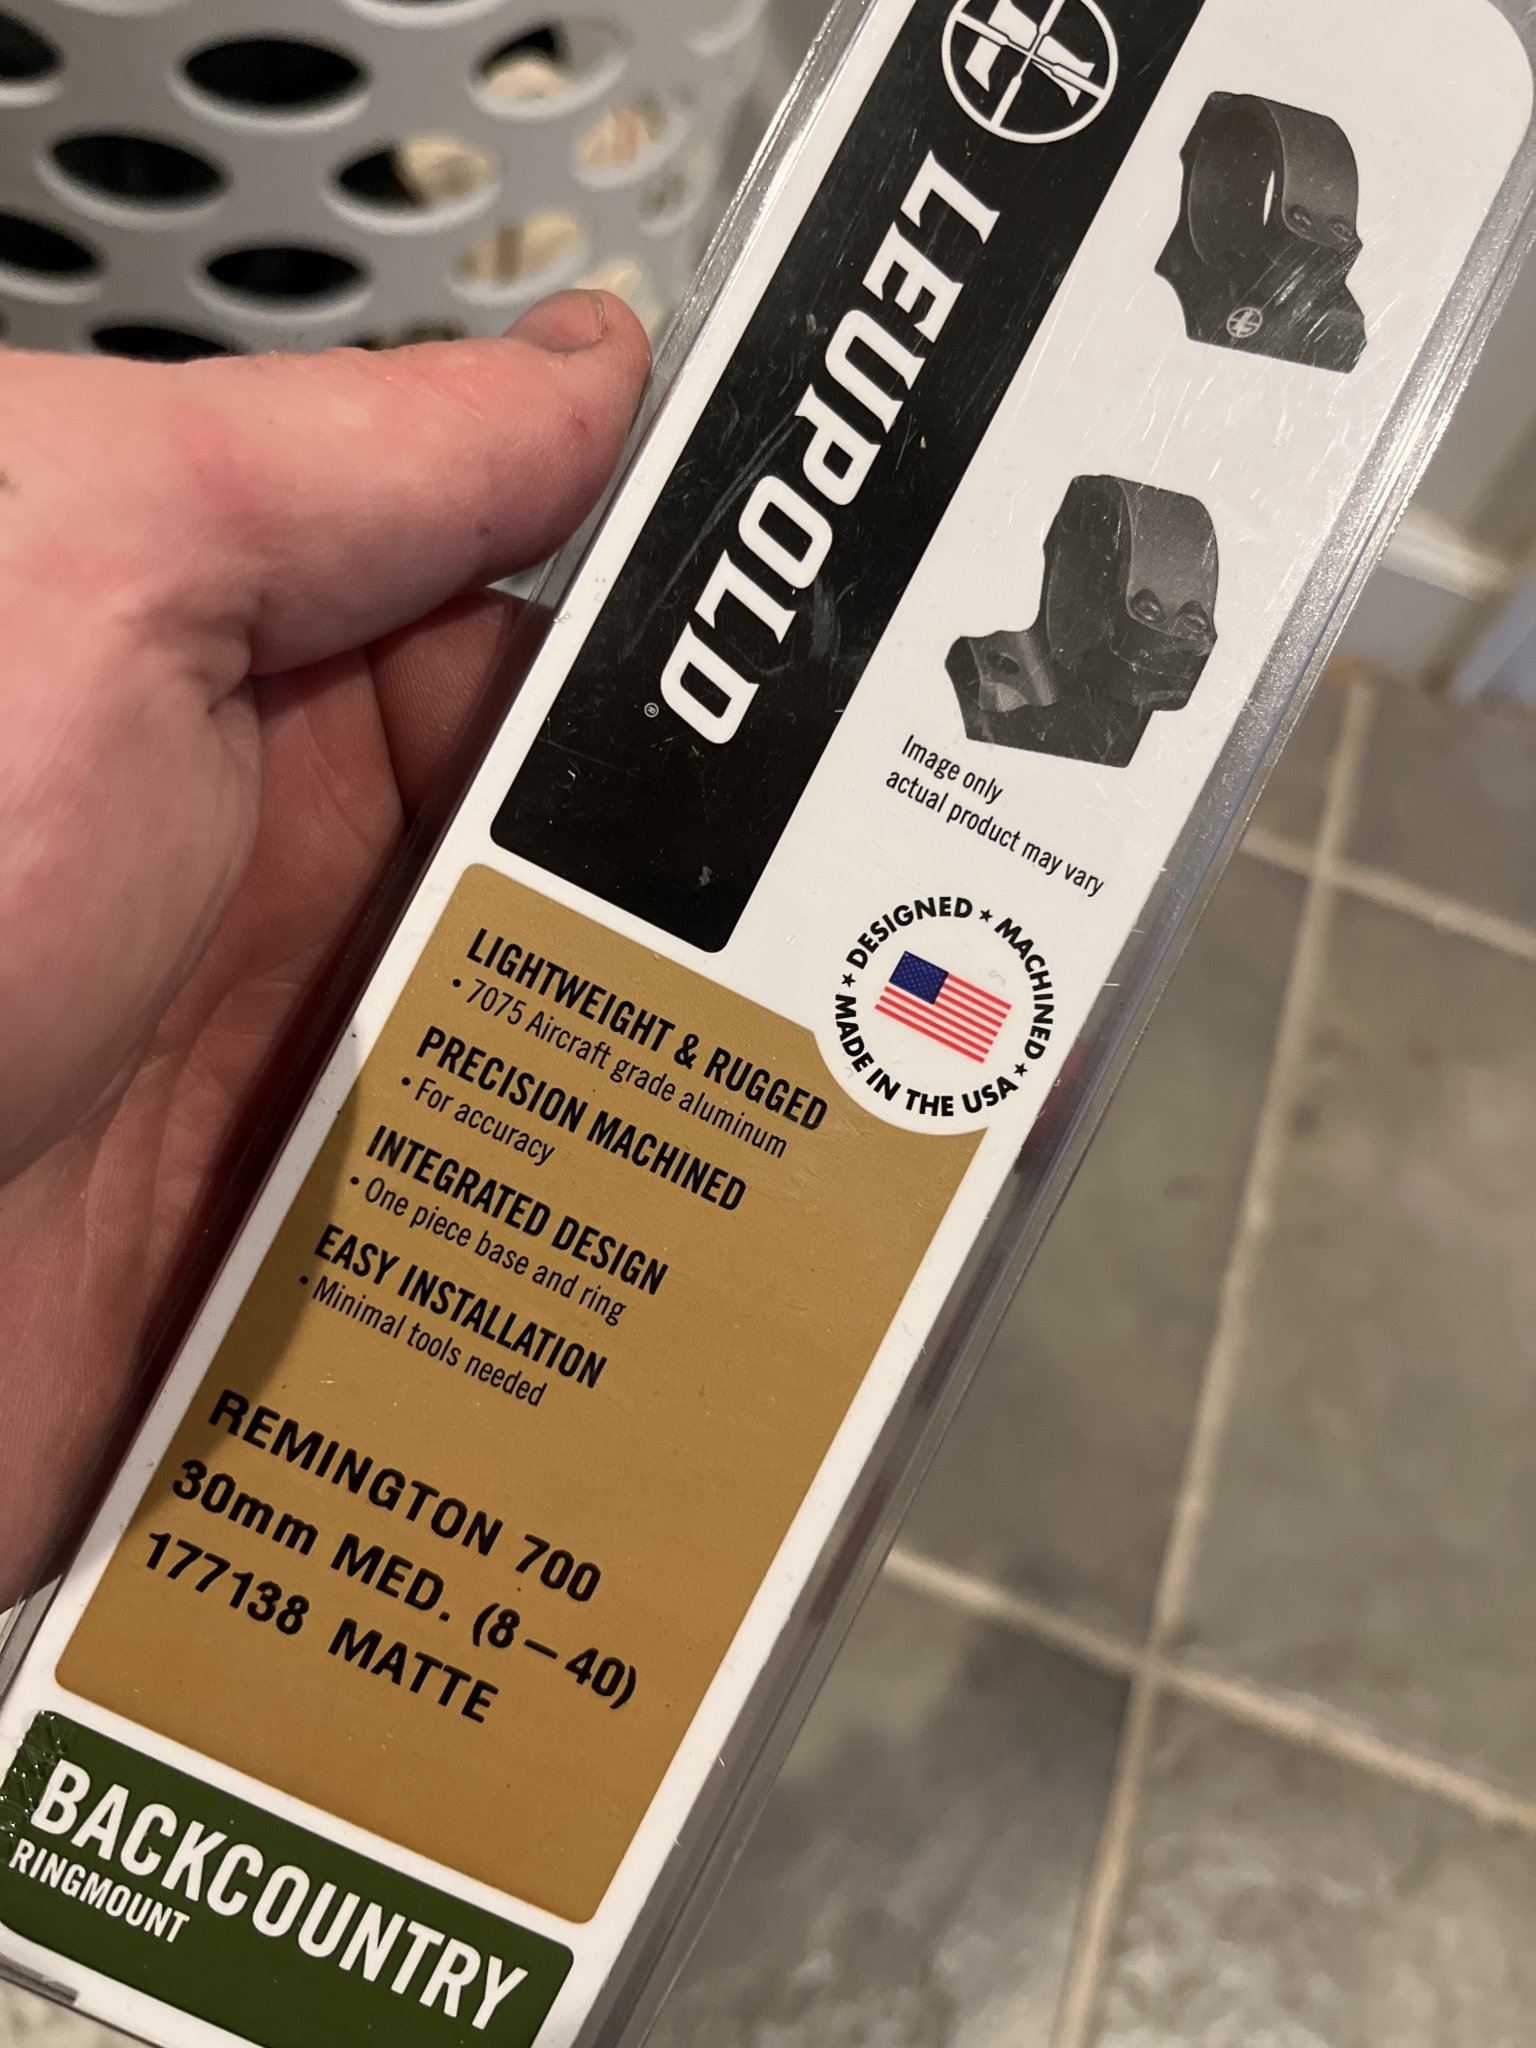 LEUPOLD
®
Image only
actual product may vary
DESIGNED ★ MACHINED ★ MADE IN THE USA ★
LIGHTWEIGHT & RUGGED
• 7075 Aircraft grade aluminum
PRECISION MACHINED
• For accuracy
INTEGRATED DESIGN
• One piece base and ring
EASY INSTALLATION
• Minimal tools needed
REMINGTON 700
30mm MED. (8–40)
177138 MATTE
BACKCOUNTRY
RINGMOUNT